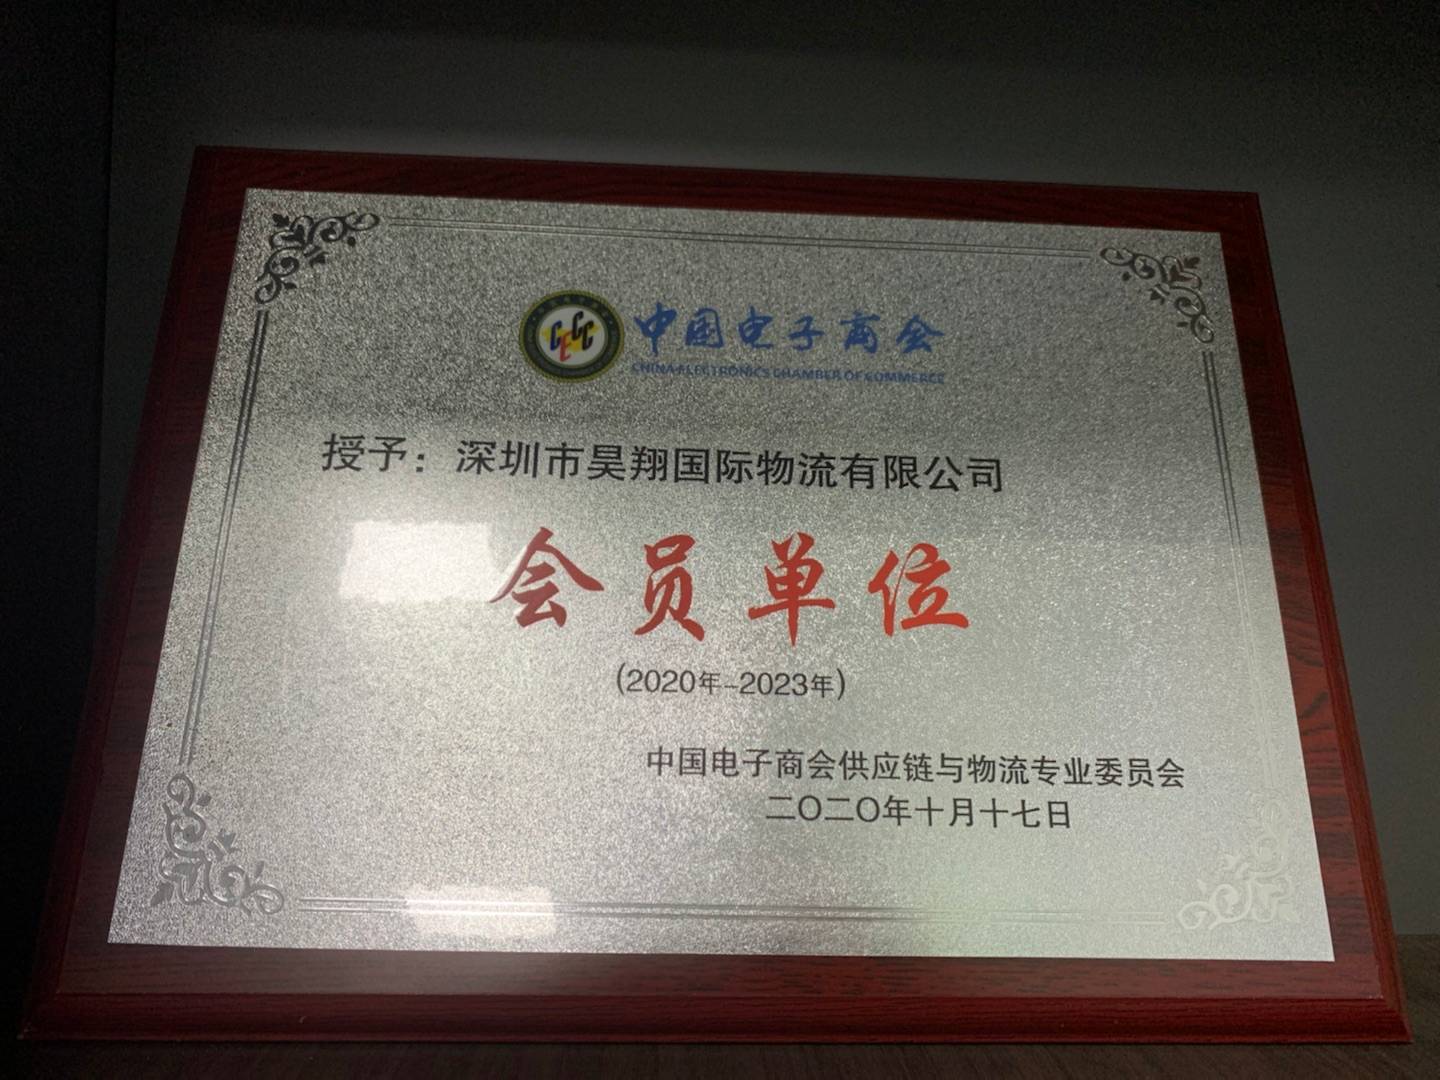 CECC
中国电子商会
CHINA ELECTRONICS CHAMBER OF COMMERCE
授予：深圳市昊翔国际物流有限公司
会员单位
(2020年-2023年)
中国电子商会供应链与物流专业委员会
二〇二〇年十月十七日